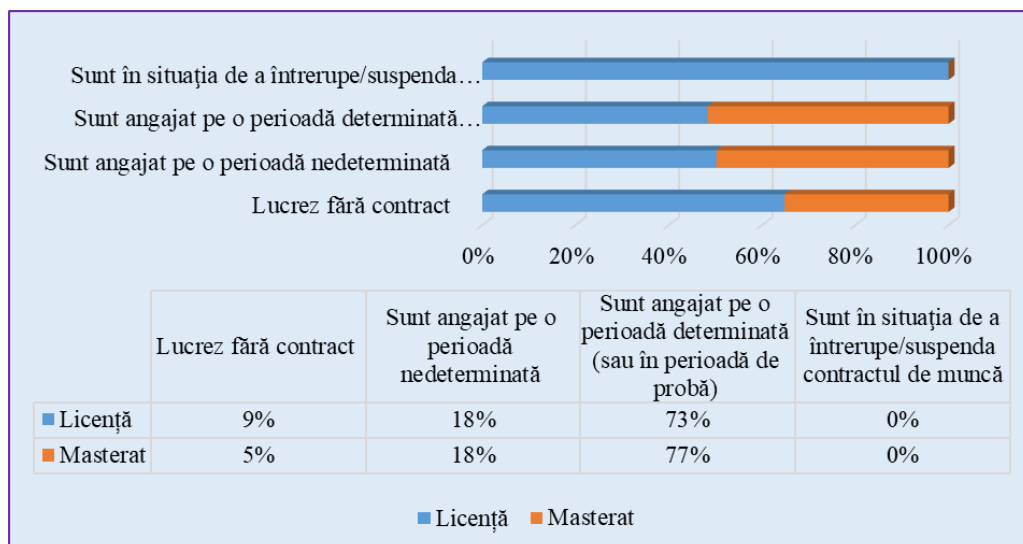 Sunt în situaţia de a întrerupe/suspenda…
Sunt angajat pe o perioadă determinată…
Sunt angajat pe o perioadă nedeterminată
Lucrez fără contract
0% 20% 40% 60% 80% 100%
Lucrez fără contract
Sunt angajat pe o
perioadă
nedeterminată
Sunt angajat pe o
perioadă determinată
(sau în perioadă de
probă)
Sunt în situaţia de a
întrerupe/suspenda
contractul de muncă
Licență 9% 18% 73% 0%
Masterat 5% 18% 77% 0%
Licență Masterat